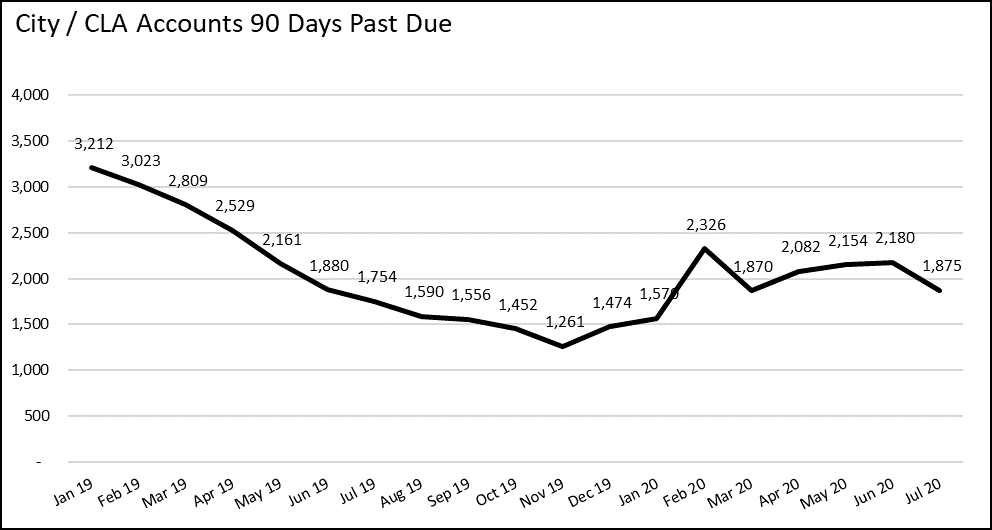 City / CLA Accounts 90 Days Past Due
4,000
3,500
3,000
2,500
2,000
1,500
1,000
500
-
3,212
3,023
2,809
2,529
2,161
1,880
1,754
1,590
1,556
1,452
1,261
1,474
1,570
2,326
1,870
2,082
2,154
2,180
1,875
Jan 19
Feb 19
Mar 19
Apr 19
May 19
Jun 19
Jul 19
Aug 19
Sep 19
Oct 19
Nov 19
Dec 19
Jan 20
Feb 20
Mar 20
Apr 20
May 20
Jun 20
Jul 20